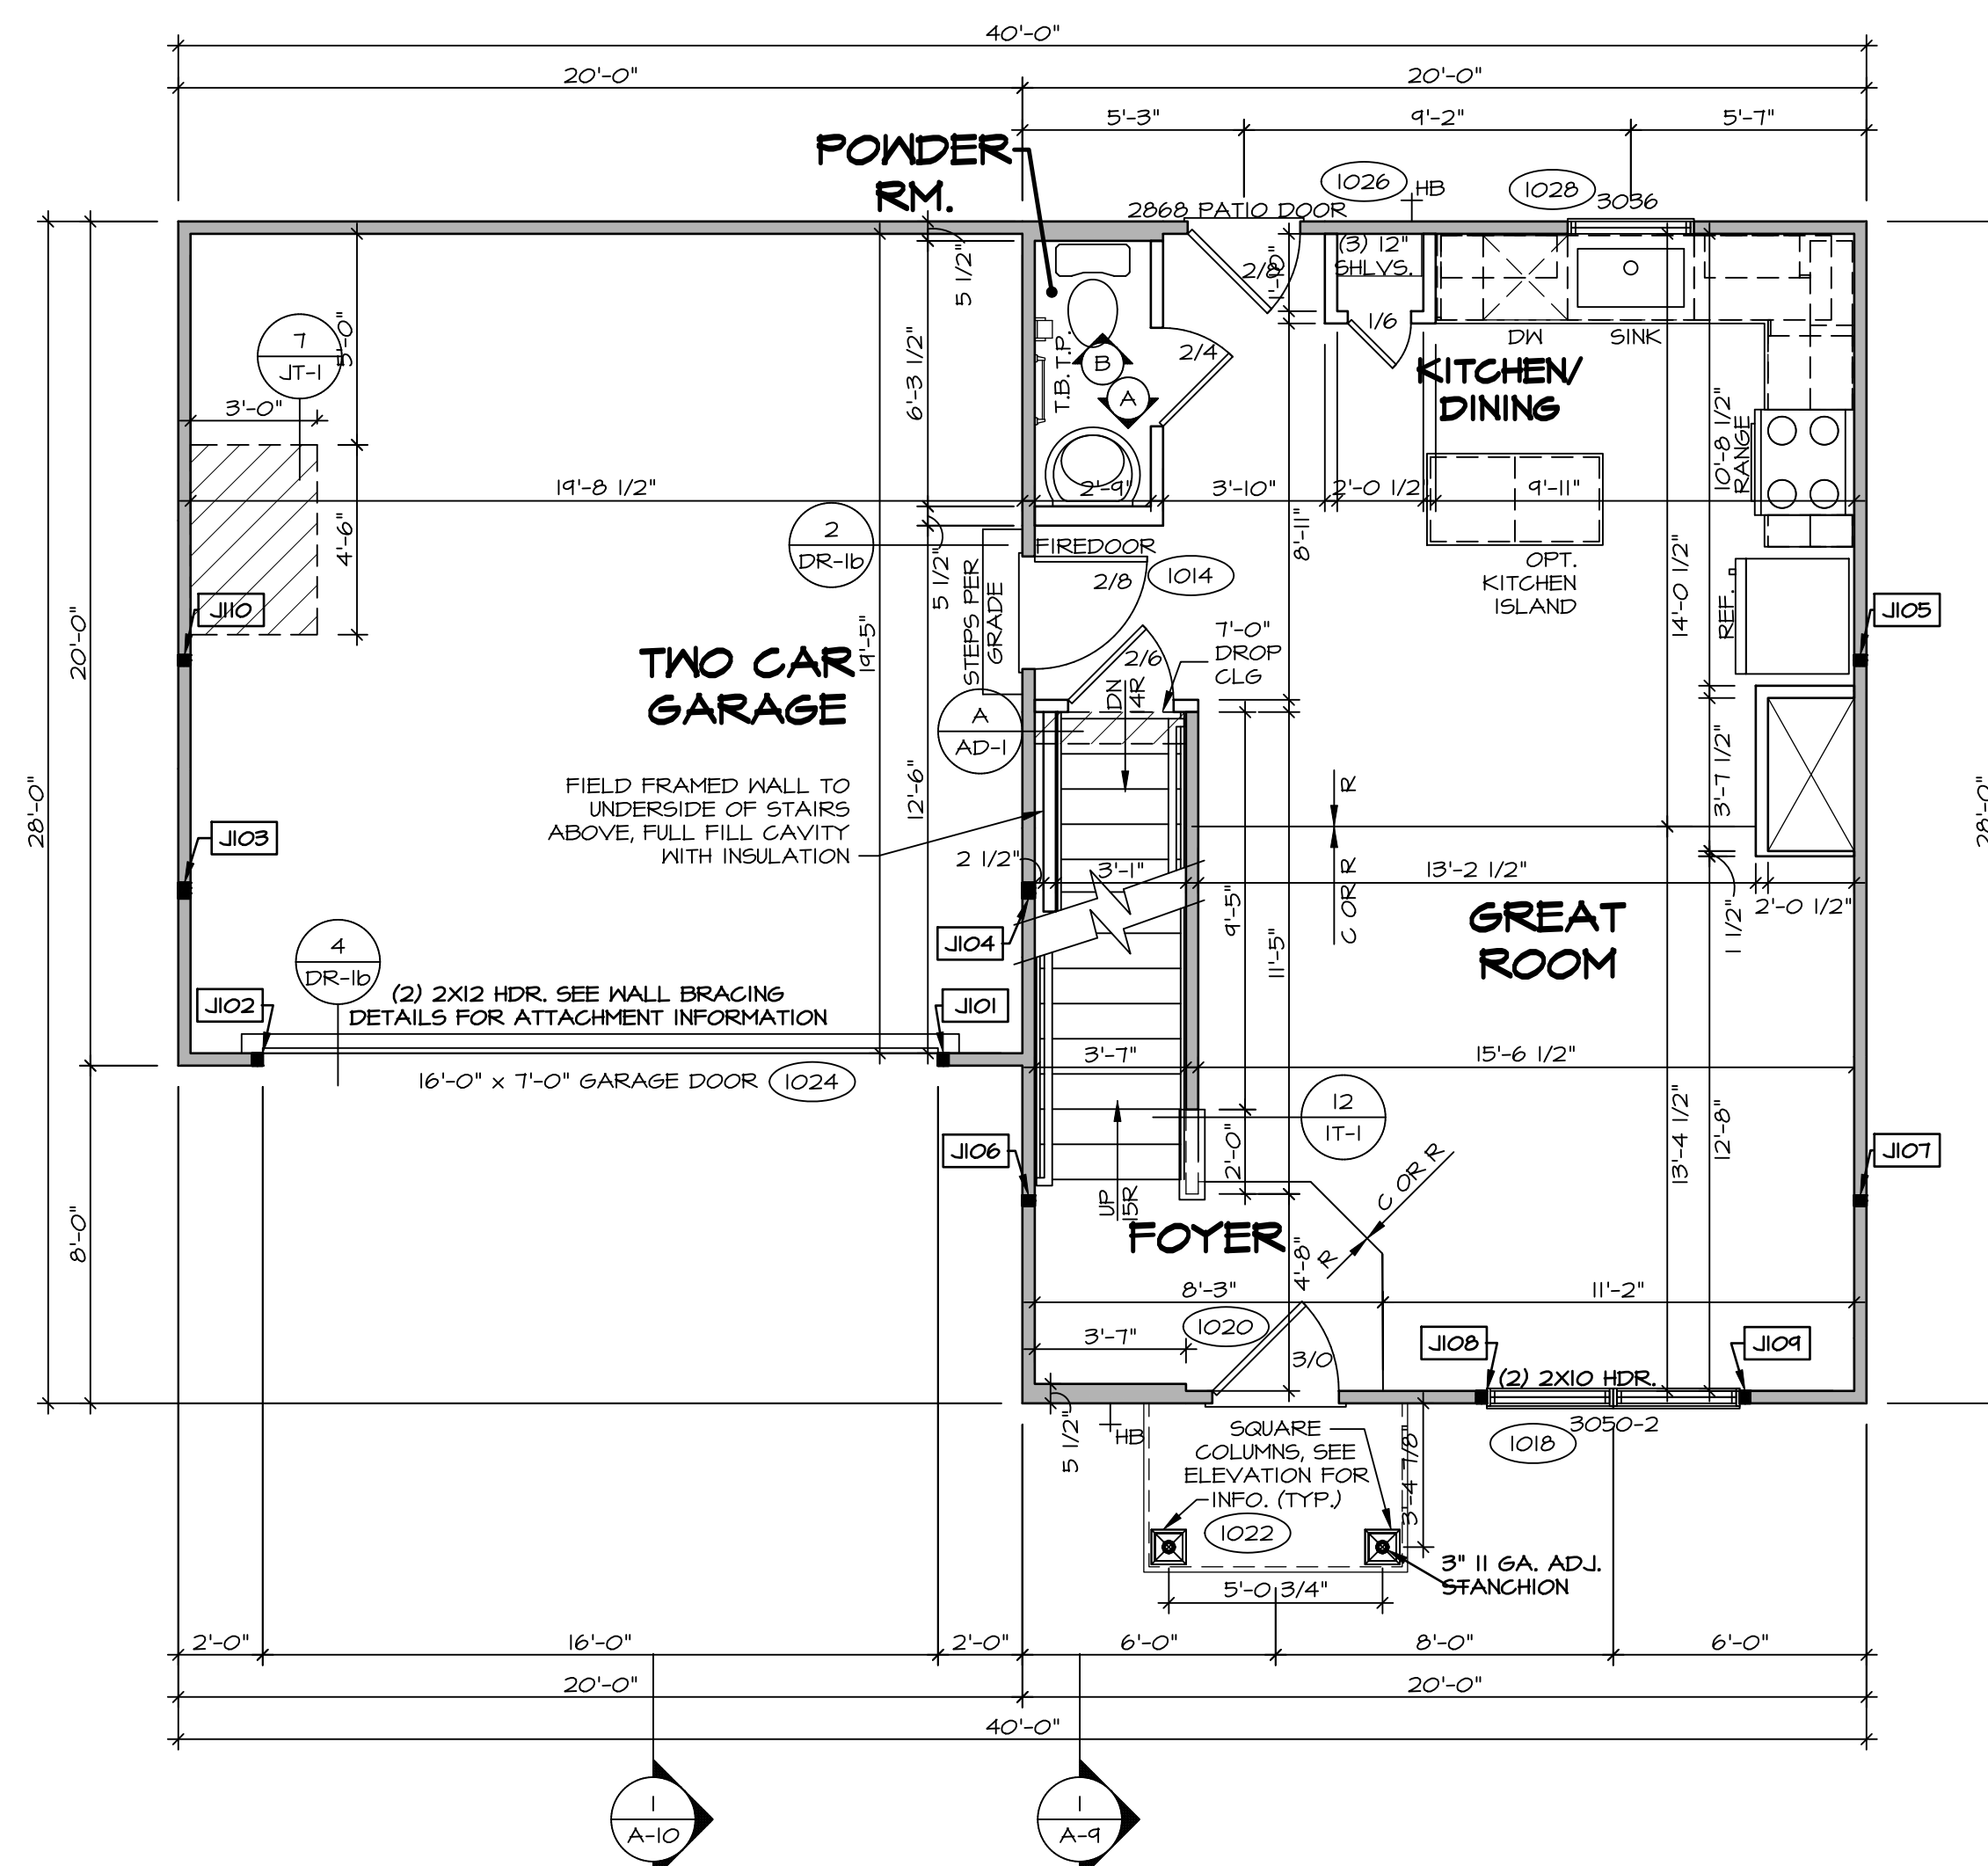 40'-0"
20'-0"
20'-0"
5'-3"
9'-2"
5'-7"
POWDER
RM.
1026
HB
1028
3036
2868 PATIO DOOR
5 1/2"
2/8
1'-0"
(3) 12"
SHLVS.
1/6
DW
SINK
7
JT-1
5'-0"
3'-0"
6'-3 1/2"
T.B. T.P.
B
A
2/4
KITCHEN/
DINING
10'-8 1/2"
RANGE
19'-8 1/2"
2'-9"
3'-10"
2'-0 1/2"
9'-11"
4'-6"
2
DR-1b
5 1/2"
STEPS PER
GRADE
FIREDOOR
2/8
1014
8'-11"
OPT.
KITCHEN
ISLAND
14'-0 1/2"
REF.
J110
J105
20'-0"
28'-0"
28'-0"
TWO CAR
GARAGE
19'-5"
2/6
7'-0"
DROP
CLG
DN
14R
A
AD-1
12'-6"
FIELD FRAMED WALL TO
UNDERSIDE OF STAIRS
ABOVE, FULL FILL CAVITY
WITH INSULATION
3'-7 1/2"
C OR R
R
J103
2 1/2"
3'-1"
13'-2 1/2"
9'-5"
11'-5"
1 1/2"
2'-0 1/2"
GREAT
ROOM
J104
4
DR-1b
J102
(2) 2X12 HDR. SEE WALL BRACING
DETAILS FOR ATTACHMENT INFORMATION
J101
16'-0" x 7'-0" GARAGE DOOR
1024
3'-7"
15'-6 1/2"
12
IT-1
2'-0"
13'-4 1/2"
12'-8"
J106
J107
8'-0"
UP
15R
FOYER
C OR R
R
4'-8"
8'-3"
11'-2"
1020
3'-7"
3/0
J108
J109
(2) 2X10 HDR.
3050-2
1018
5 1/2"
HB
SQUARE
COLUMNS, SEE
ELEVATION FOR
INFO. (TYP.)
1022
3'-4 7/8"
3" 11 GA. ADJ.
STANCHION
5'-0 3/4"
2'-0"
16'-0"
2'-0"
6'-0"
8'-0"
6'-0"
20'-0"
20'-0"
40'-0"
1
A-10
1
A-9